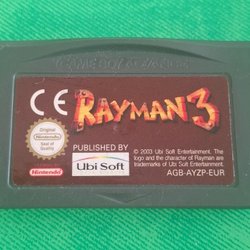 GAME BOY ADVANCE
CE RAYMAN 3
Original
Nintendo
Seal of
Quality
Nintendo
PUBLISHED BY
Ubi Soft
© 2003 Ubi Soft Entertainment. The
logo and the character of Rayman are
trademarks of Ubi Soft Entertainment.
AGB-AYZP-EUR